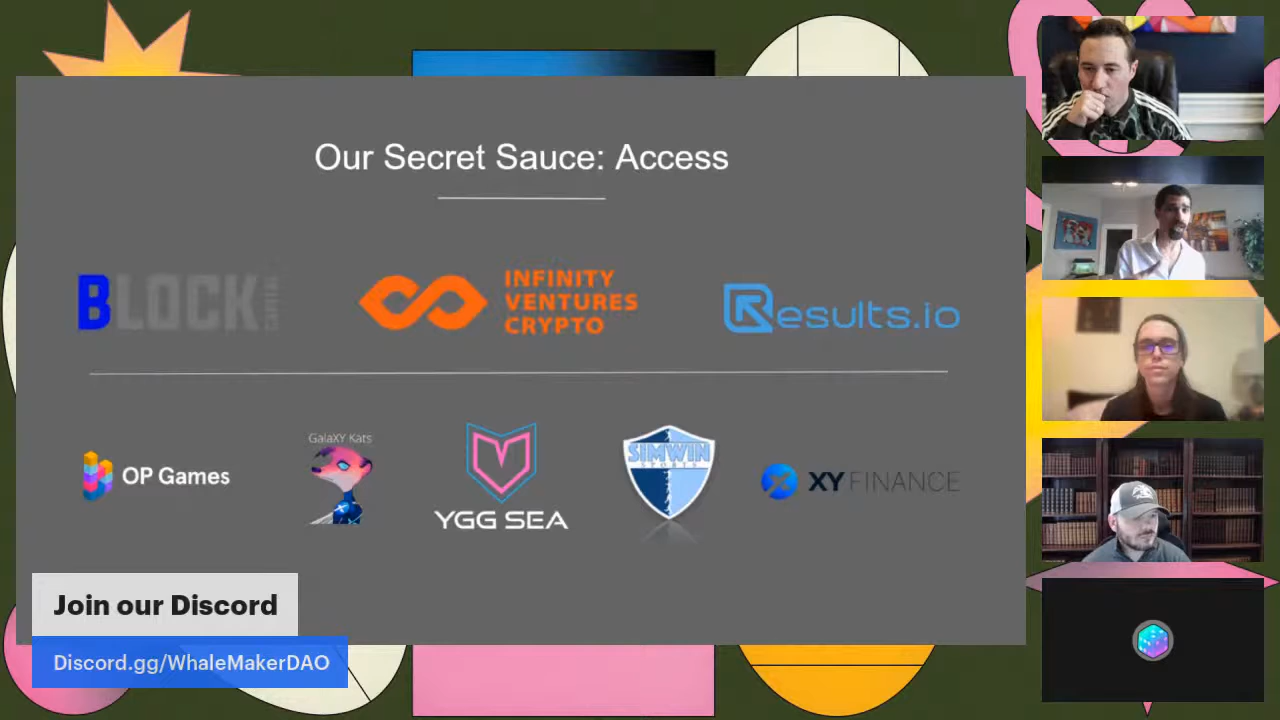 Our Secret Sauce: Access
BLOCK
INFINITY
VENTURES
CRYPTO
Results.io
OP Games
GalaXY Kats
YGG SEA
SIMWIN
SPORTS
XY FINANCE
Join our Discord
Discord.gg/WhaleMakerDAO